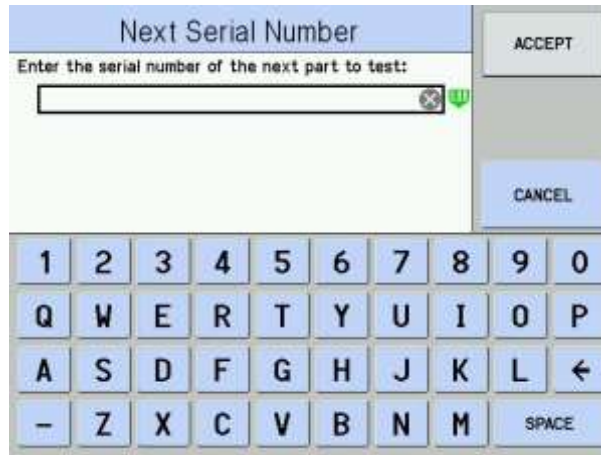 Next Serial Number
ACCEPT
Enter the serial number of the next part to test:
CANCEL
1 2 3 4 5 6 7 8 9 0
Q W E R T Y U I O P
A S D F G H J K L ←
- Z X C V B N M SPACE